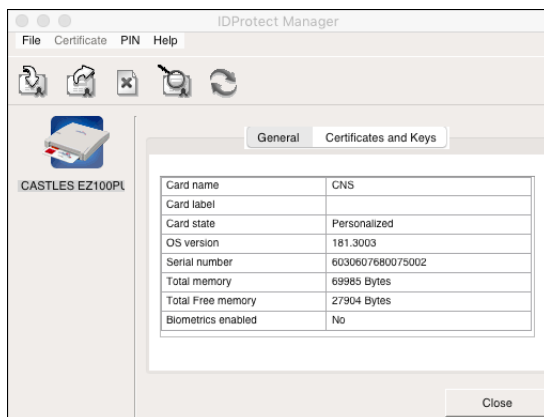 IDProtect Manager
File Certificate PIN Help
General Certificates and Keys
CASTLES EZ100PU
Card name CNS
Card label
Card state Personalized
OS version 181.3003
Serial number 6030607680075002
Total memory 69985 Bytes
Total Free memory 27904 Bytes
Biometrics enabled No
Close